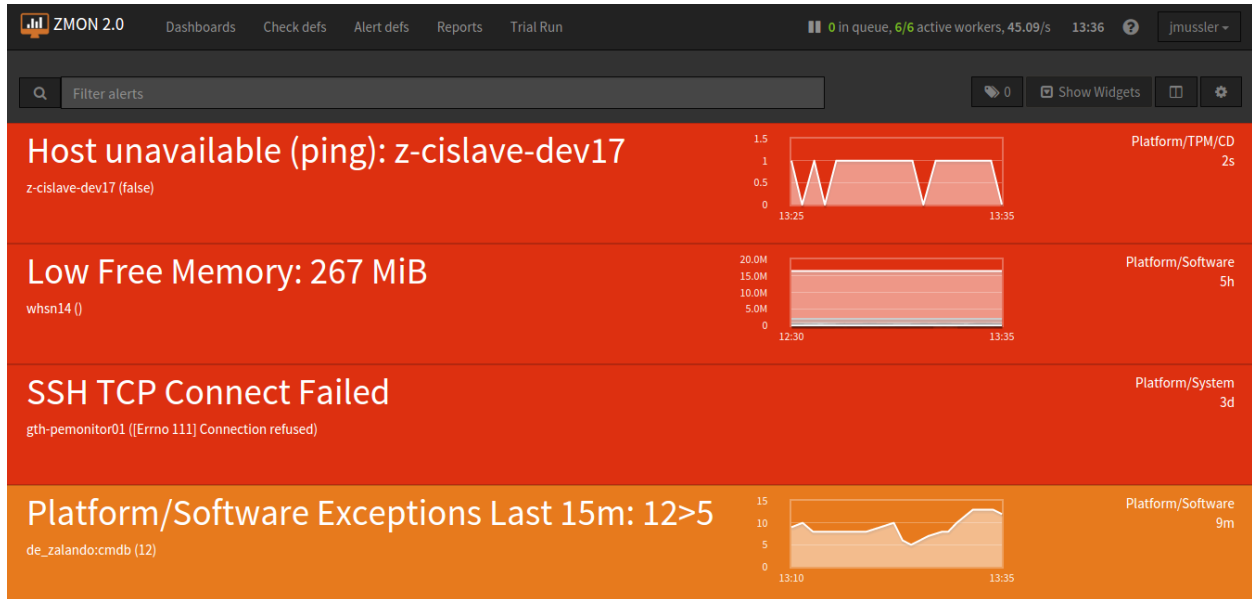 ZMON 2.0 Dashboards Check defs Alert defs Reports Trial Run 0 in queue, 6/6 active workers, 45.09/s 13:36 ? jmussler
Filter alerts 0 Show Widgets
Host unavailable (ping): z-cislave-dev17
z-cislave-dev17 (false)
1.5
1
0.5
0
13:25 13:35
Platform/TPM/CD
2s
Low Free Memory: 267 MiB
whsn14 ()
20.0M
15.0M
10.0M
5.0M
0
12:30 13:35
Platform/Software
5h
SSH TCP Connect Failed
gth-pemonitor01 ([Errno 111] Connection refused)
Platform/System
3d
Platform/Software Exceptions Last 15m: 12>5
de_zalando:cmdb (12)
15
10
5
0
13:10 13:35
Platform/Software
9m